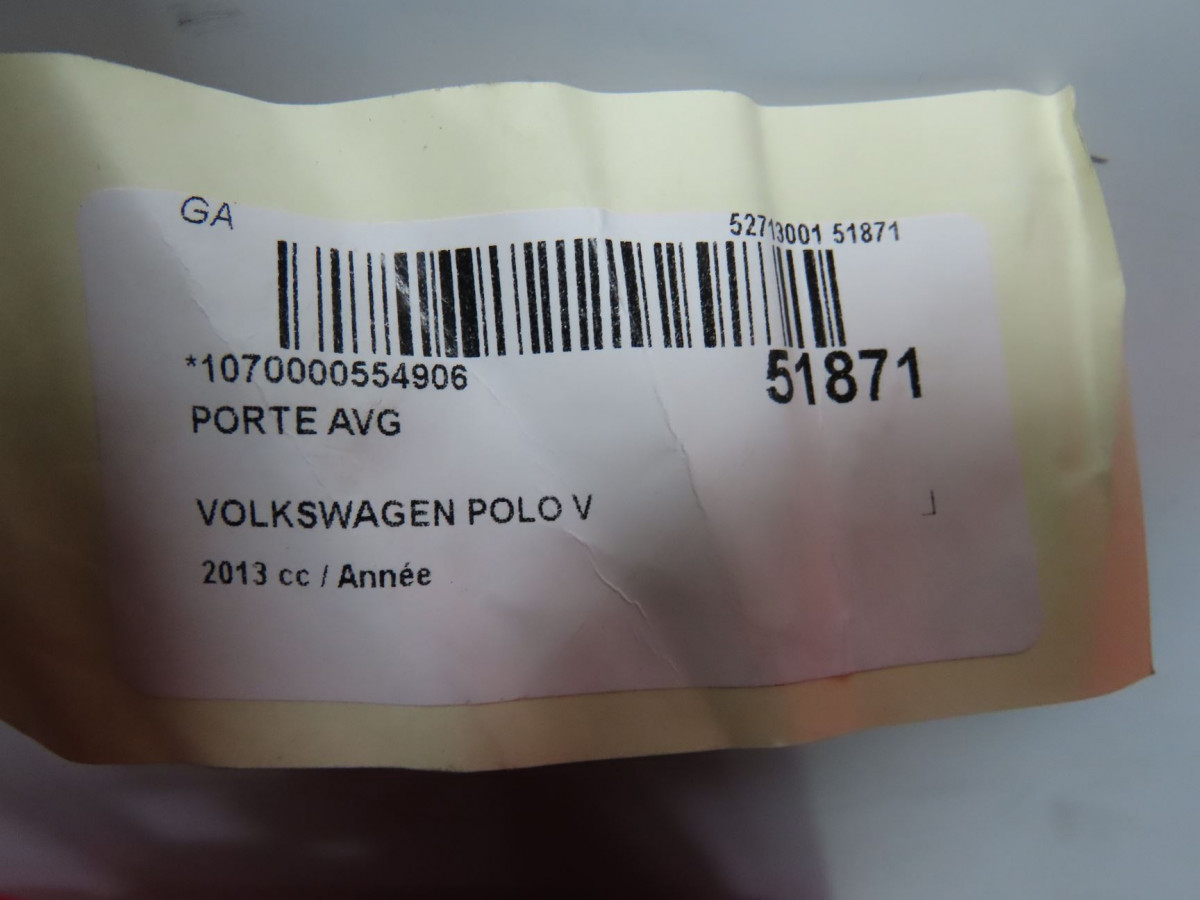 GA
52713001 51871
*1070000554906
51871
PORTE AVG
VOLKSWAGEN POLO V
2013 cc / Année